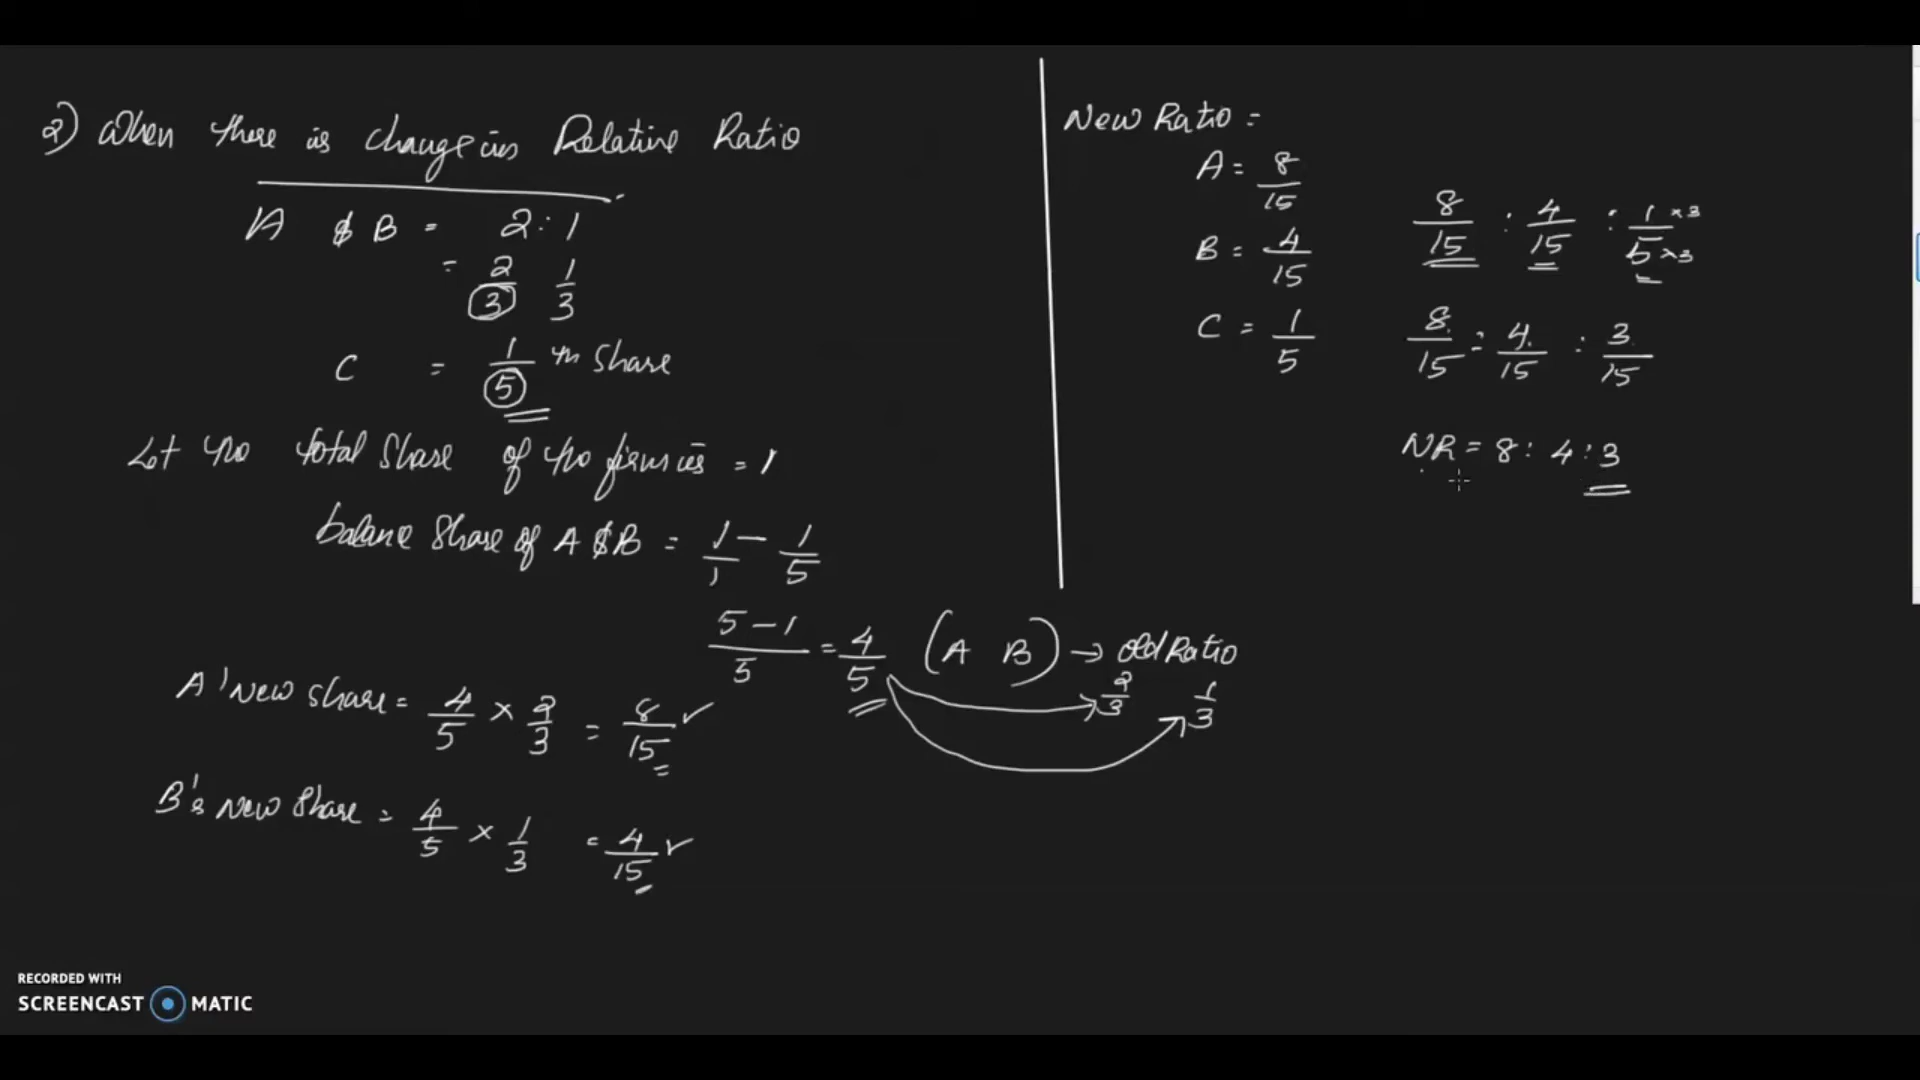 2) When there is change in Relative Ratio
A & B = 2:1
= 2/3 1/3
C = 1/5 th Share
Let the total Share of the firm is = 1
balance Share of A & B = 1/1 - 1/5
5-1/5 = 4/5 (A B) → old Ratio
2/3 1/3
A' New share = 4/5 × 2/3 = 8/15 ✓
B's New Share = 4/5 × 1/3 = 4/15 ✓
New Ratio =
A = 8/15
B = 4/15
C = 1/5
8/15 : 4/15 : 1/5 ×3 ×3
8/15 : 4/15 : 3/15
NR = 8 : 4 : 3
RECORDED WITH
SCREENCAST MATIC